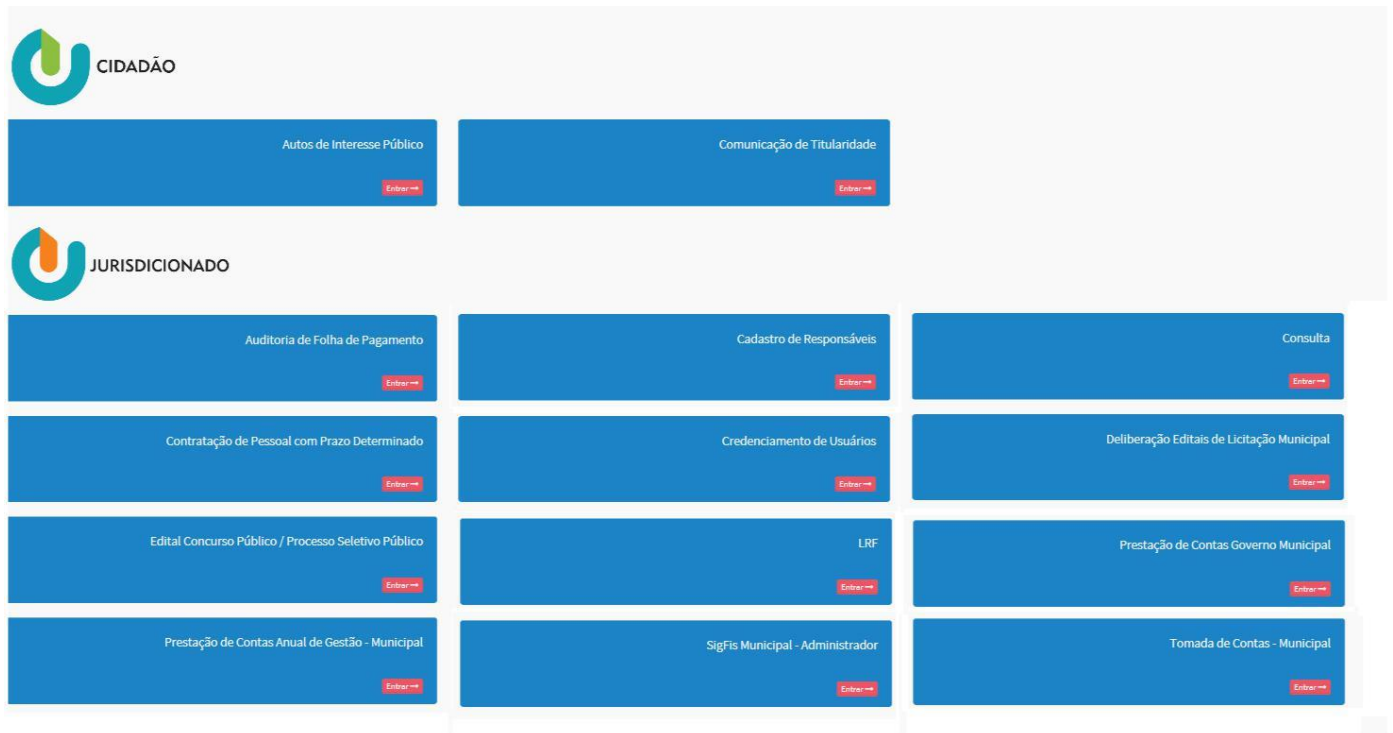 CIDADÃO
Autos de Interesse Público
Entrar
Comunicação de Titularidade
Entrar
JURISDICIONADO
Auditoria de Folha de Pagamento
Entrar
Cadastro de Responsáveis
Entrar
Consulta
Entrar
Contratação de Pessoal com Prazo Determinado
Entrar
Credenciamento de Usuários
Entrar
Deliberação Editais de Licitação Municipal
Entrar
Edital Concurso Público / Processo Seletivo Público
Entrar
LRF
Entrar
Prestação de Contas Governo Municipal
Entrar
Prestação de Contas Anual de Gestão - Municipal
Entrar
SigFis Municipal - Administrador
Entrar
Tomada de Contas - Municipal
Entrar